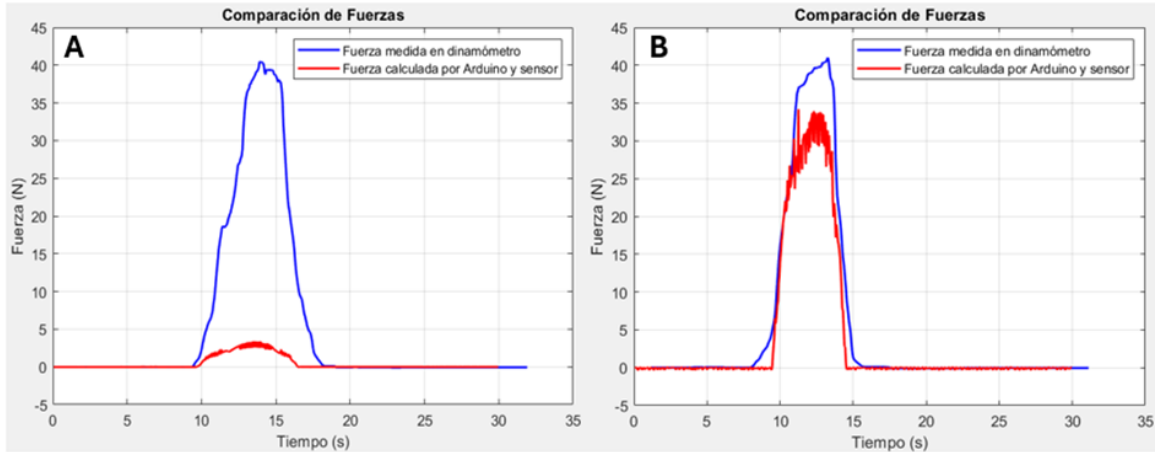 Comparación de Fuerzas
A
Fuerza medida en dinamómetro
Fuerza calculada por Arduino y sensor
45
40
35
30
25
20
15
10
5
0
-5
Fuerza (N)
0 5 10 15 20 25 30 35
Tiempo (s)
Comparación de Fuerzas
B
Fuerza medida en dinamómetro
Fuerza calculada por Arduino y sensor
45
40
35
30
25
20
15
10
5
0
-5
Fuerza (N)
0 5 10 15 20 25 30 35
Tiempo (s)